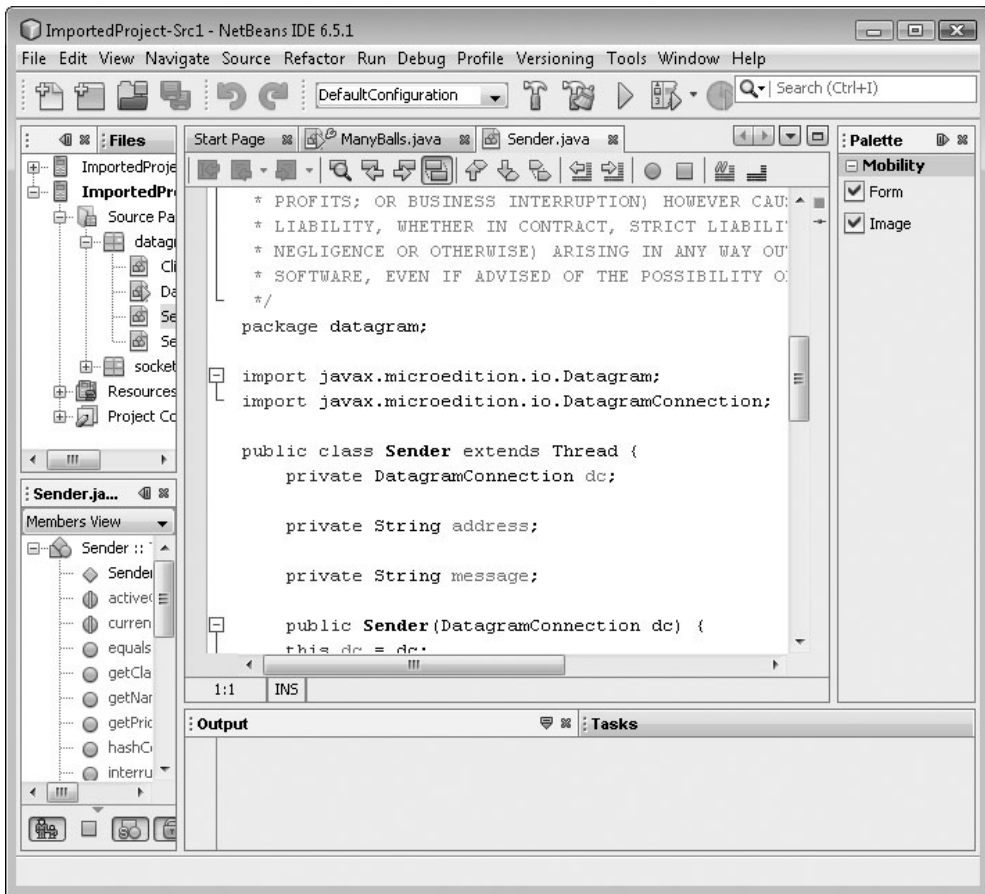 ImportedProject-Src1 - NetBeans IDE 6.5.1
File Edit View Navigate Source Refactor Run Debug Profile Versioning Tools Window Help
DefaultConfiguration
Search (Ctrl+I)
Files
ImportedProje
ImportedPr
Source Pa
datagr
Cli
Da
Se
Se
socket
Resources
Project Co
Sender.ja...
Members View
Sender ::
Sender
active
curren
equals
getCla
getNar
getPric
hashC
interru
Start Page
ManyBalls.java
Sender.java
* PROFITS; OR BUSINESS INTERRUPTION) HOWEVER CAU
* LIABILITY, WHETHER IN CONTRACT, STRICT LIABILIT
* NEGLIGENCE OR OTHERWISE) ARISING IN ANY WAY OUT
* SOFTWARE, EVEN IF ADVISED OF THE POSSIBILITY O
*/
package datagram;
import javax.microedition.io.Datagram;
import javax.microedition.io.DatagramConnection;
public class Sender extends Thread {
private DatagramConnection dc;
private String address;
private String message;
public Sender(DatagramConnection dc) {
this.dc = dc;
1:1 INS
Palette
Mobility
Form
Image
Output
Tasks